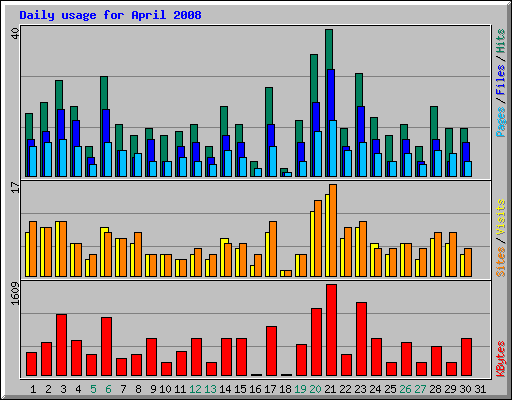 Daily usage for April 2008
40
Pages / Files / Hits
17
Sites / Visits
1609
KBytes
1 2 3 4 5 6 7 8 9 10 11 12 13 14 15 16 17 18 19 20 21 22 23 24 25 26 27 28 29 30 31